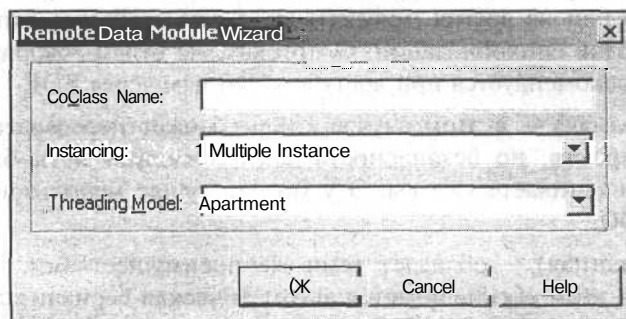 Remote Data Module Wizard
CoClass Name:
Instancing: 1 Multiple Instance
Threading Model: Apartment
(Ж Cancel Help